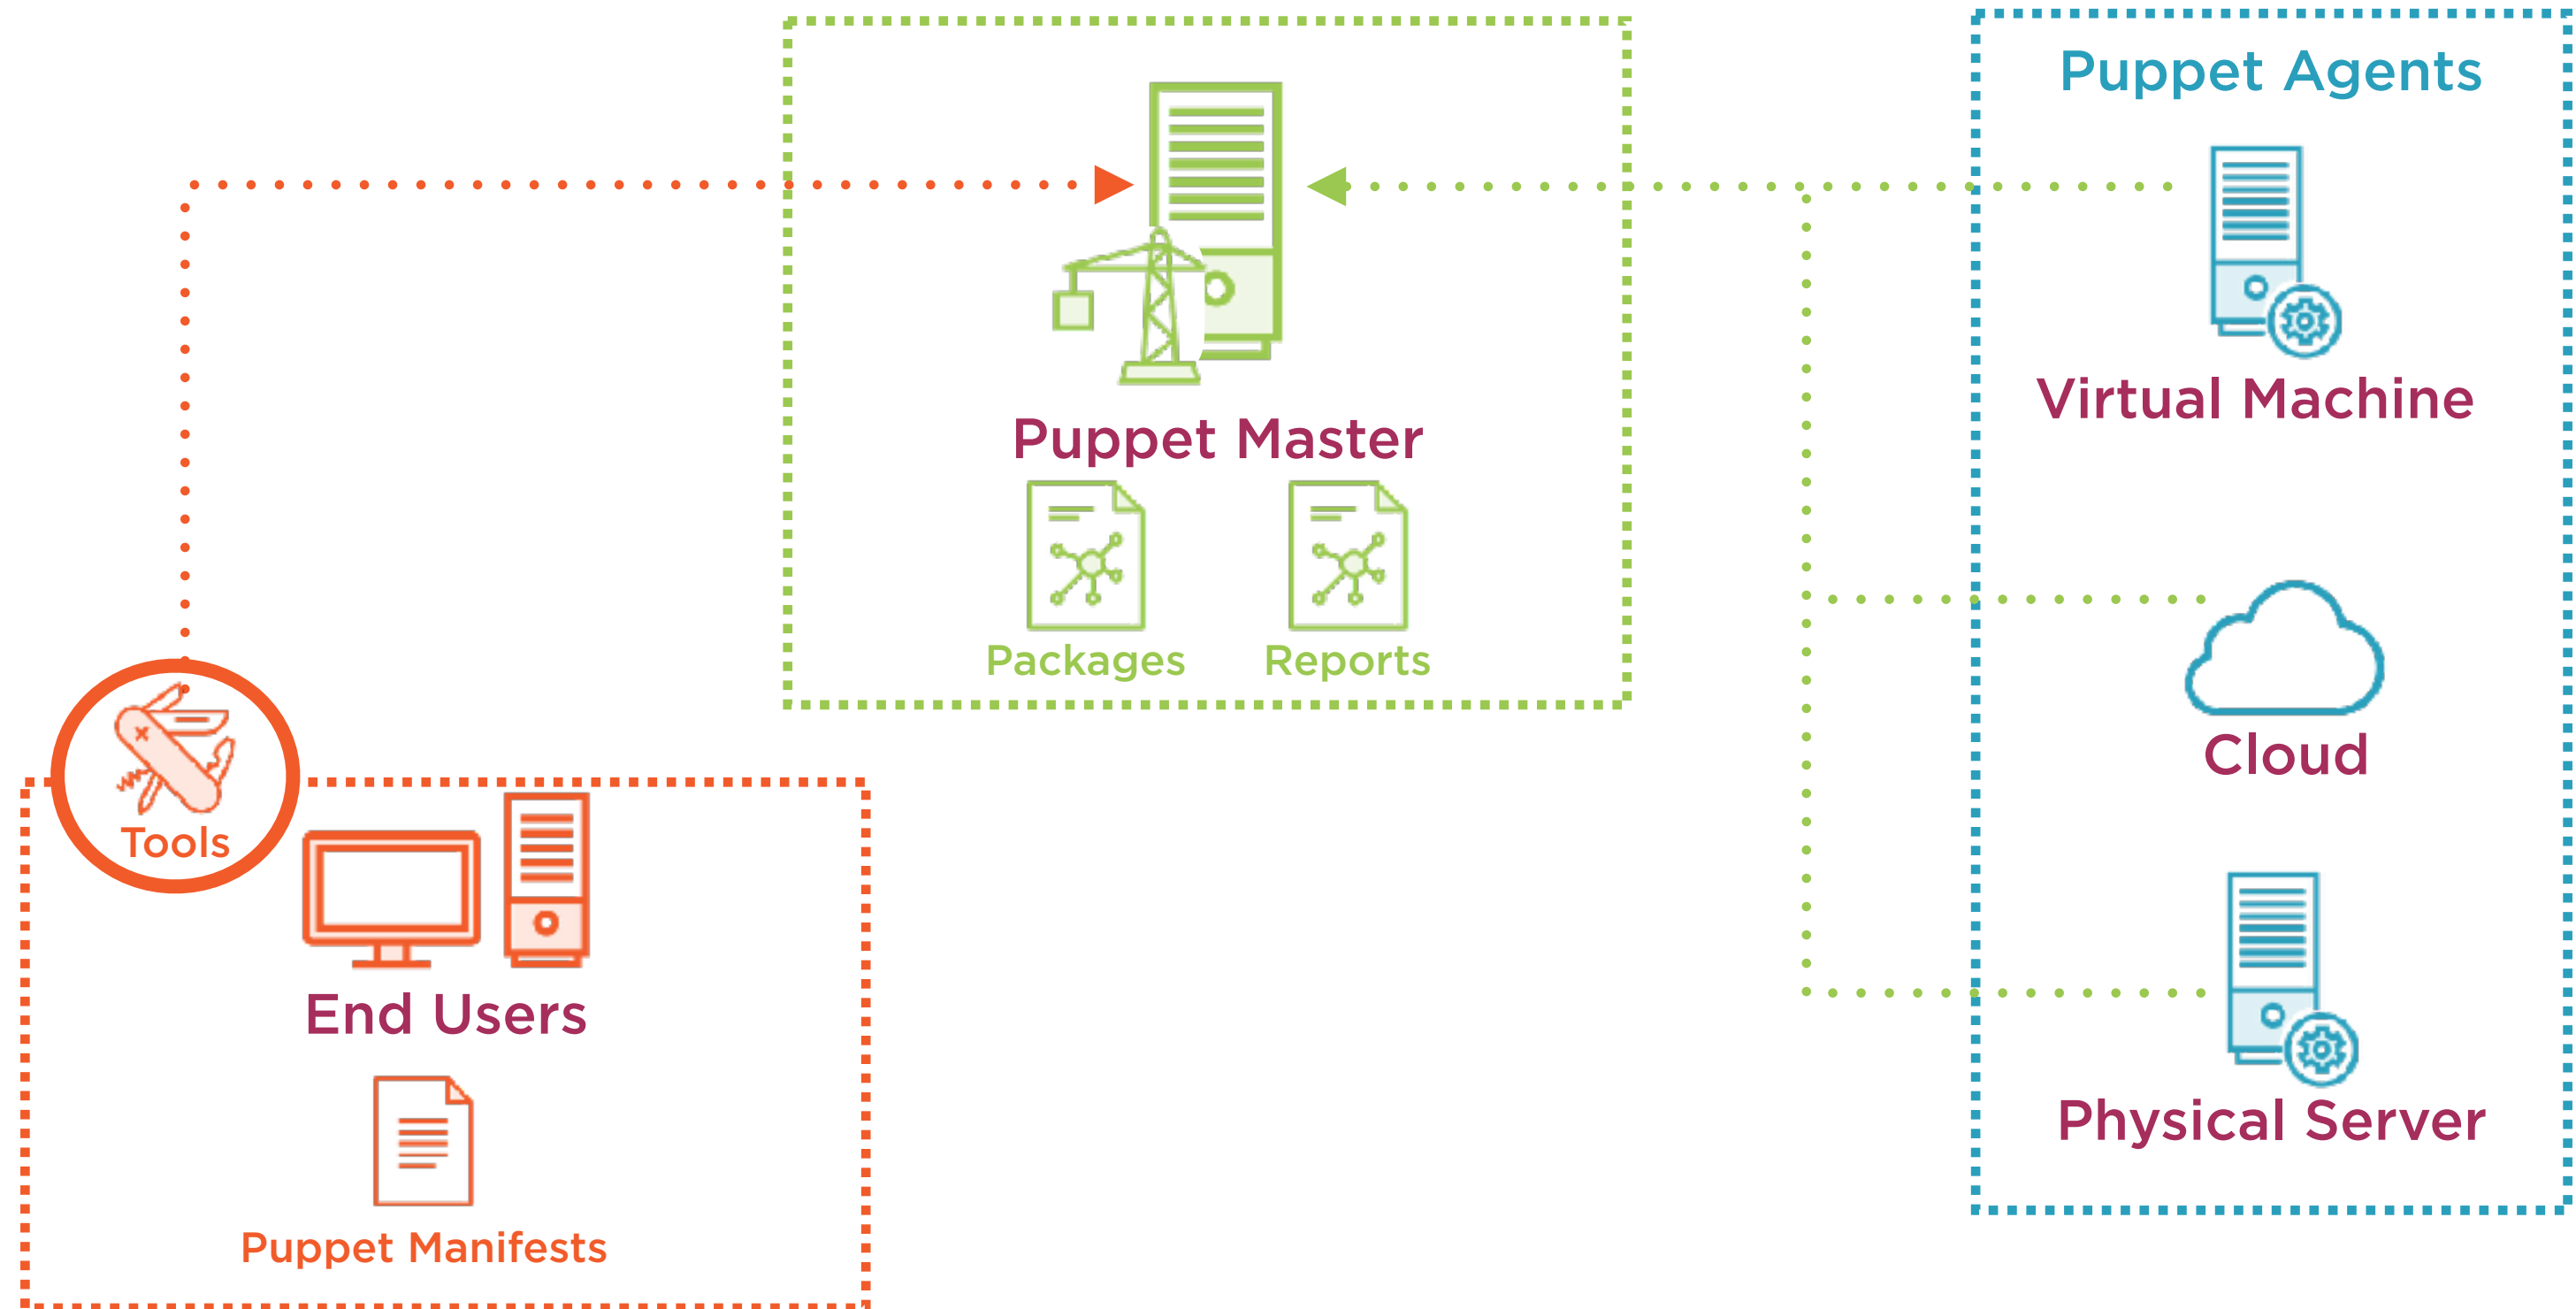 Puppet Agents
Virtual Machine
Puppet Master
Packages
Reports
Cloud
Tools
End Users
Physical Server
Puppet Manifests